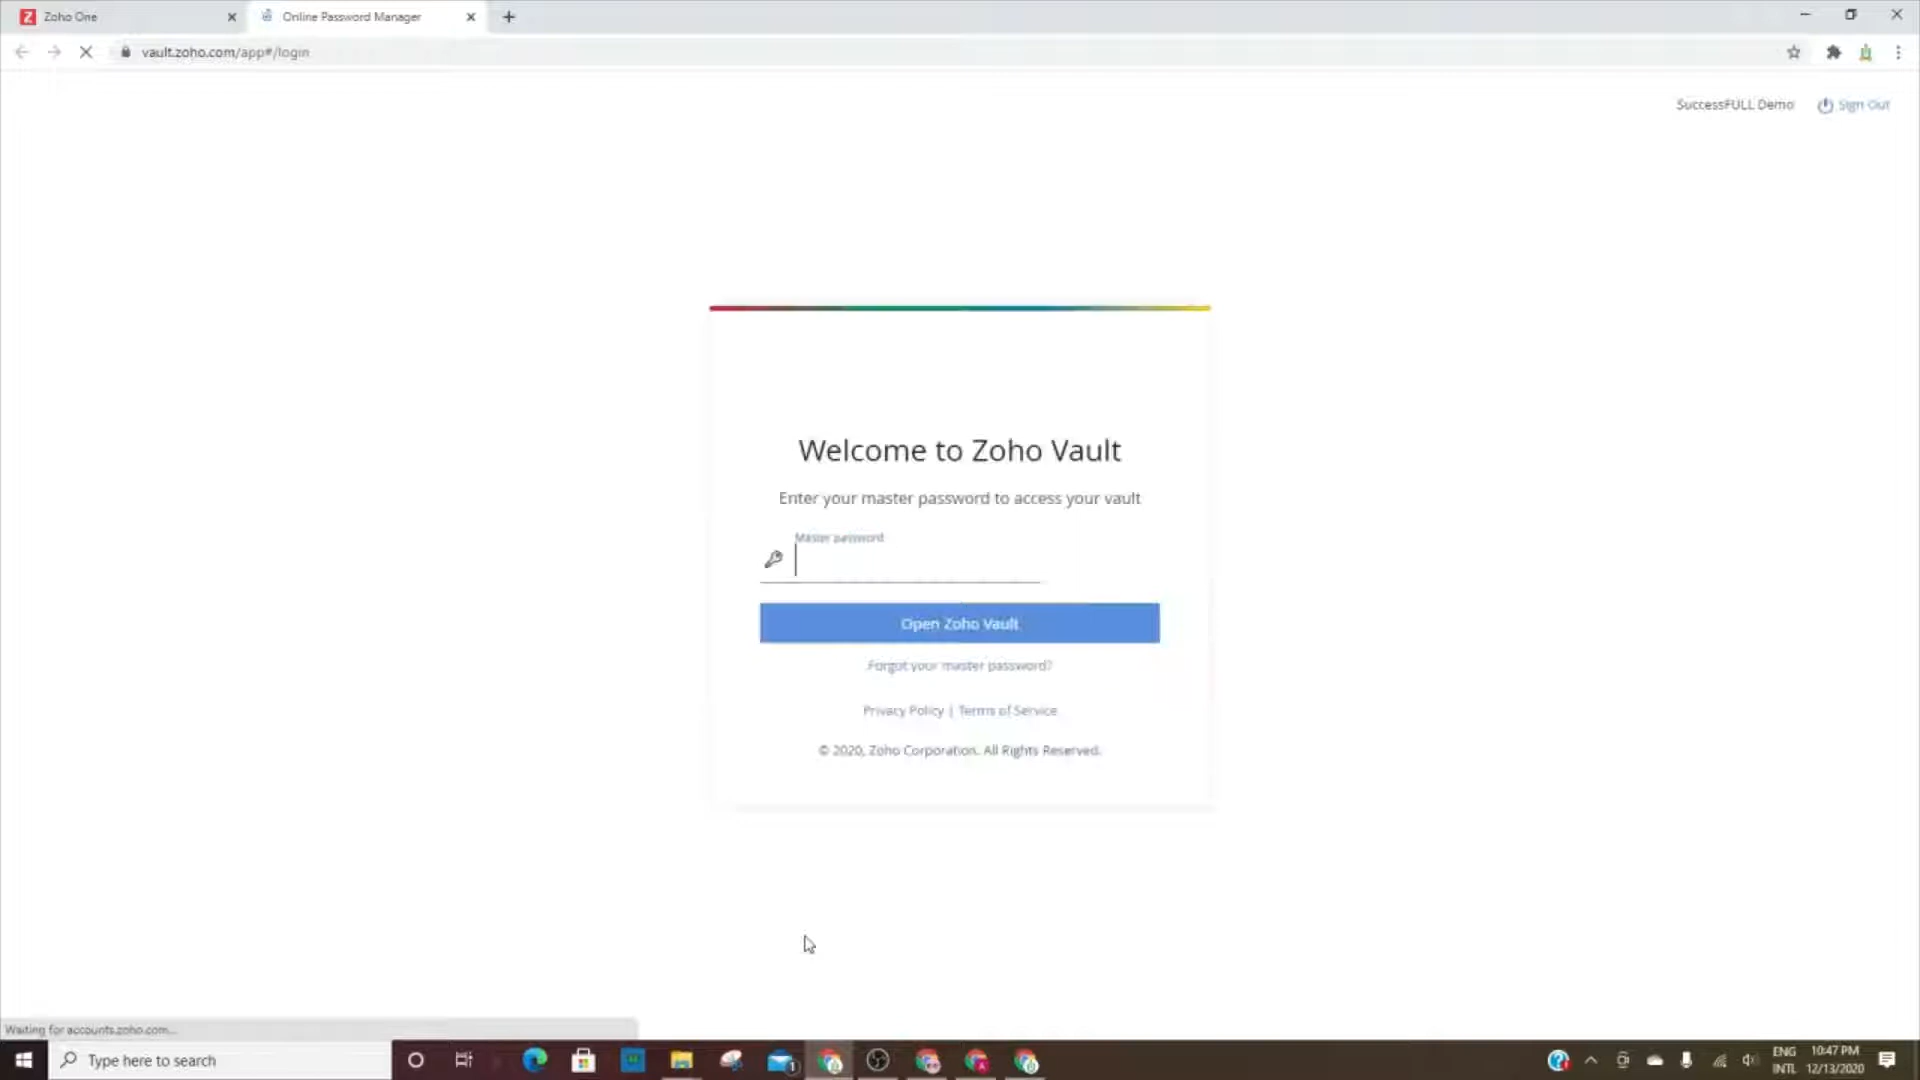 Zoho One
Online Password Manager
vault.zoho.com/app#/login
SuccessFULL Demo
Sign Out
Welcome to Zoho Vault
Enter your master password to access your vault
Master password
Open Zoho Vault
Forgot your master password?
Privacy Policy | Terms of Service
© 2020, Zoho Corporation. All Rights Reserved.
Waiting for accounts.zoho.com...
Type here to search
1
ENG
INTL
10:47 PM
12/13/2020